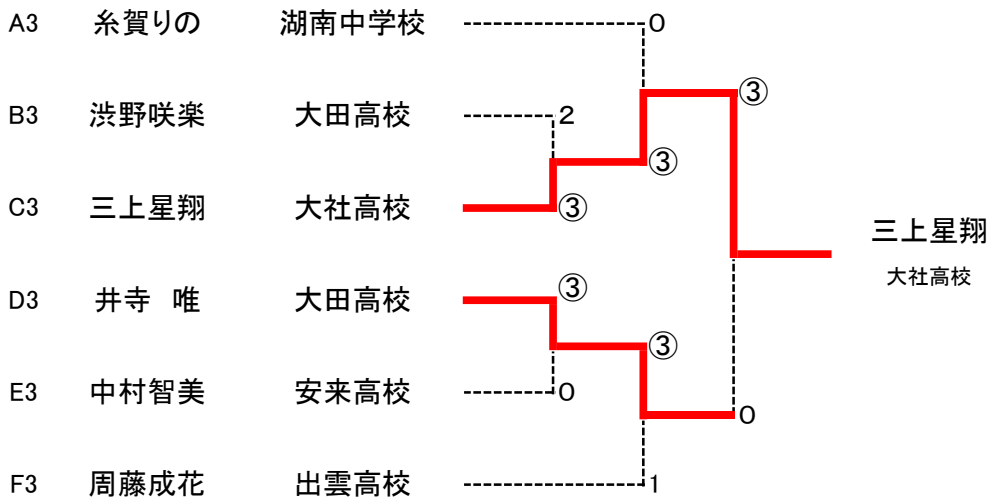 A3 糸賀りの 湖南中学校 0
③
B3 渋野咲楽 大田高校 2
③
C3 三上星翔 大社高校 ③
三上星翔
大社高校
D3 井寺　唯 大田高校 ③
③
E3 中村智美 安来高校 0
0
F3 周藤成花 出雲高校 1